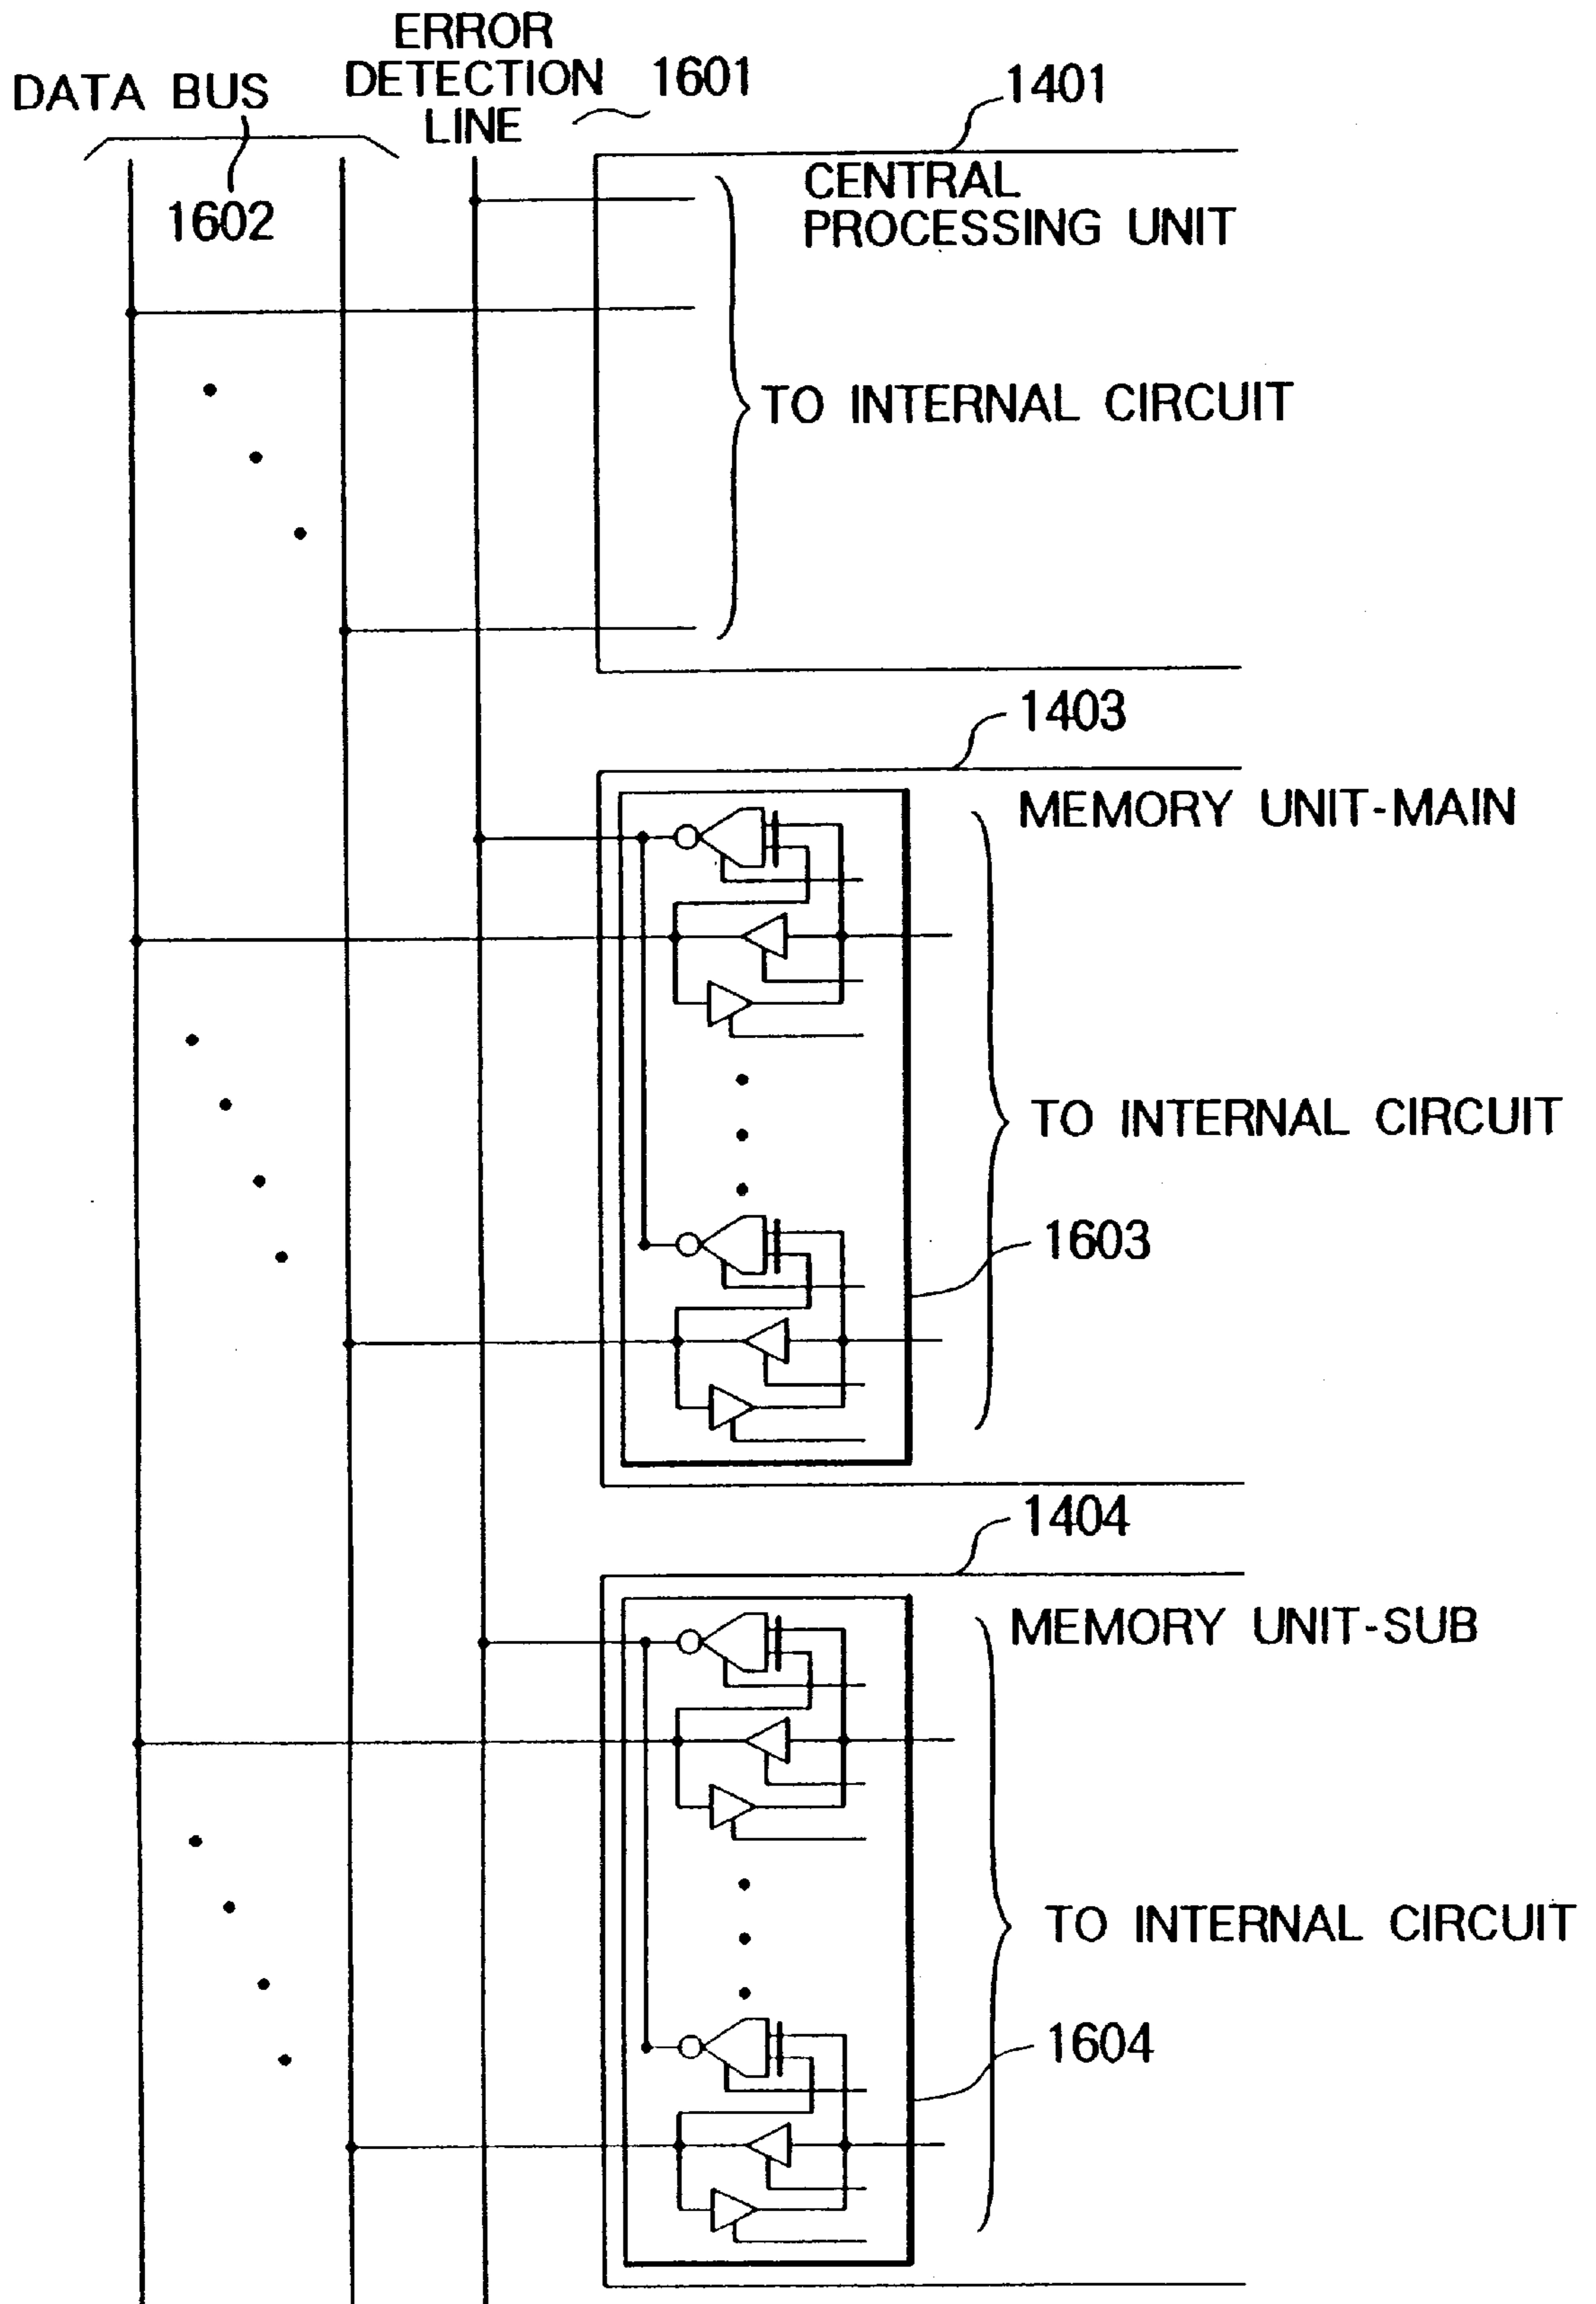 ERROR
DETECTION
LINE
1601
DATA BUS
1602
1401
CENTRAL
PROCESSING UNIT
TO INTERNAL CIRCUIT
1403
MEMORY UNIT-MAIN
TO INTERNAL CIRCUIT
1603
1404
MEMORY UNIT-SUB
TO INTERNAL CIRCUIT
1604